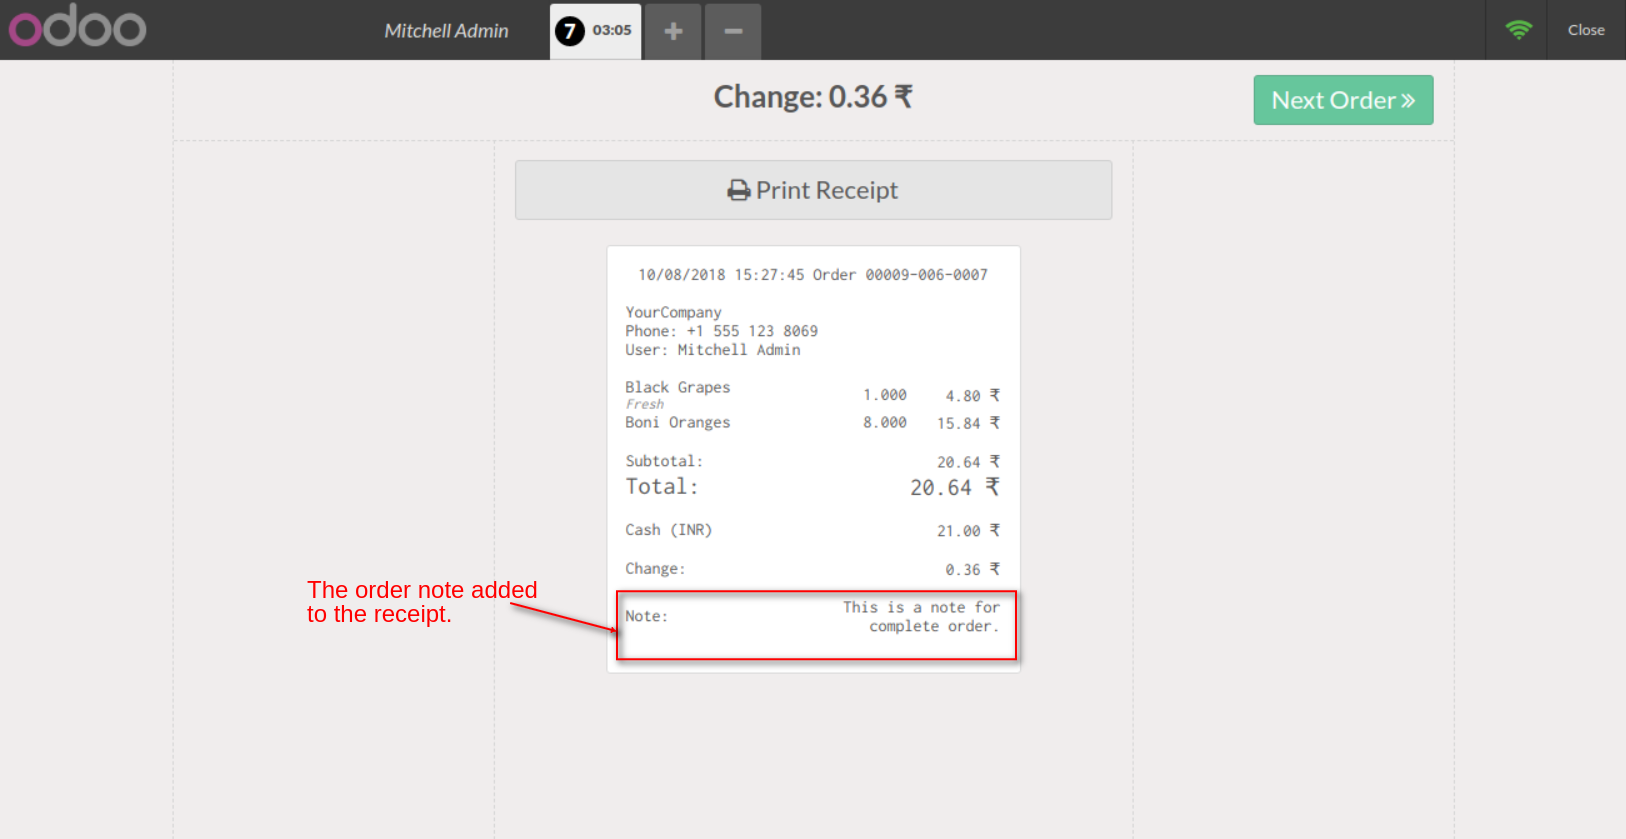 odoo Mitchell Admin 7 03:05 + − Close
Change: 0.36 ₹
Next Order »
Print Receipt
10/08/2018 15:27:45 Order 00009-006-0007
YourCompany
Phone: +1 555 123 8069
User: Mitchell Admin
Black Grapes 1.000 4.80 ₹
Fresh
Boni Oranges 8.000 15.84 ₹
Subtotal: 20.64 ₹
Total: 20.64 ₹
Cash (INR) 21.00 ₹
Change: 0.36 ₹
The order note added
to the receipt.
Note: This is a note for
complete order.